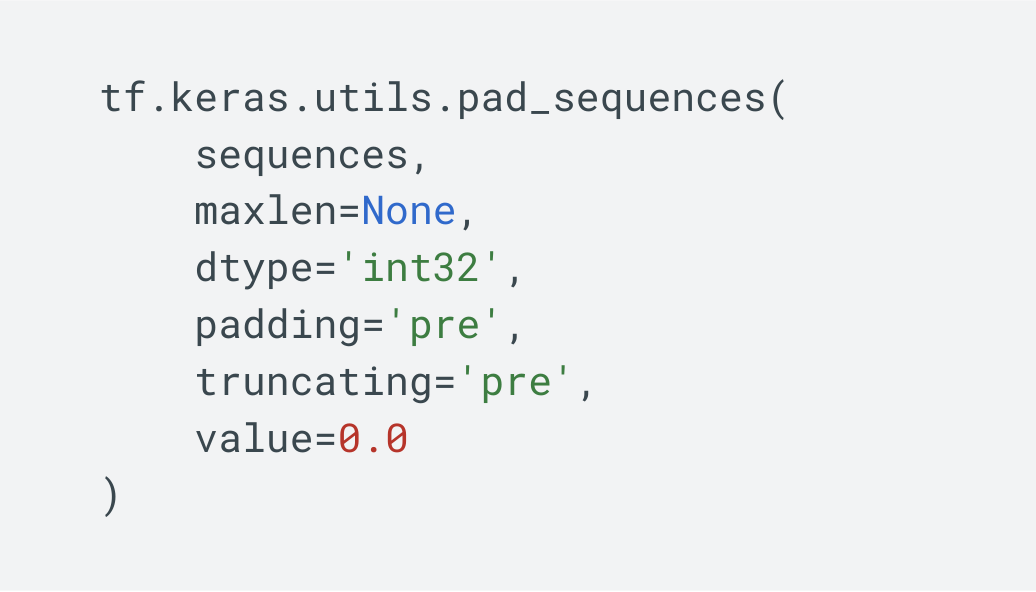 tf.keras.utils.pad_sequences(
    sequences,
    maxlen=None,
    dtype='int32',
    padding='pre',
    truncating='pre',
    value=0.0
)